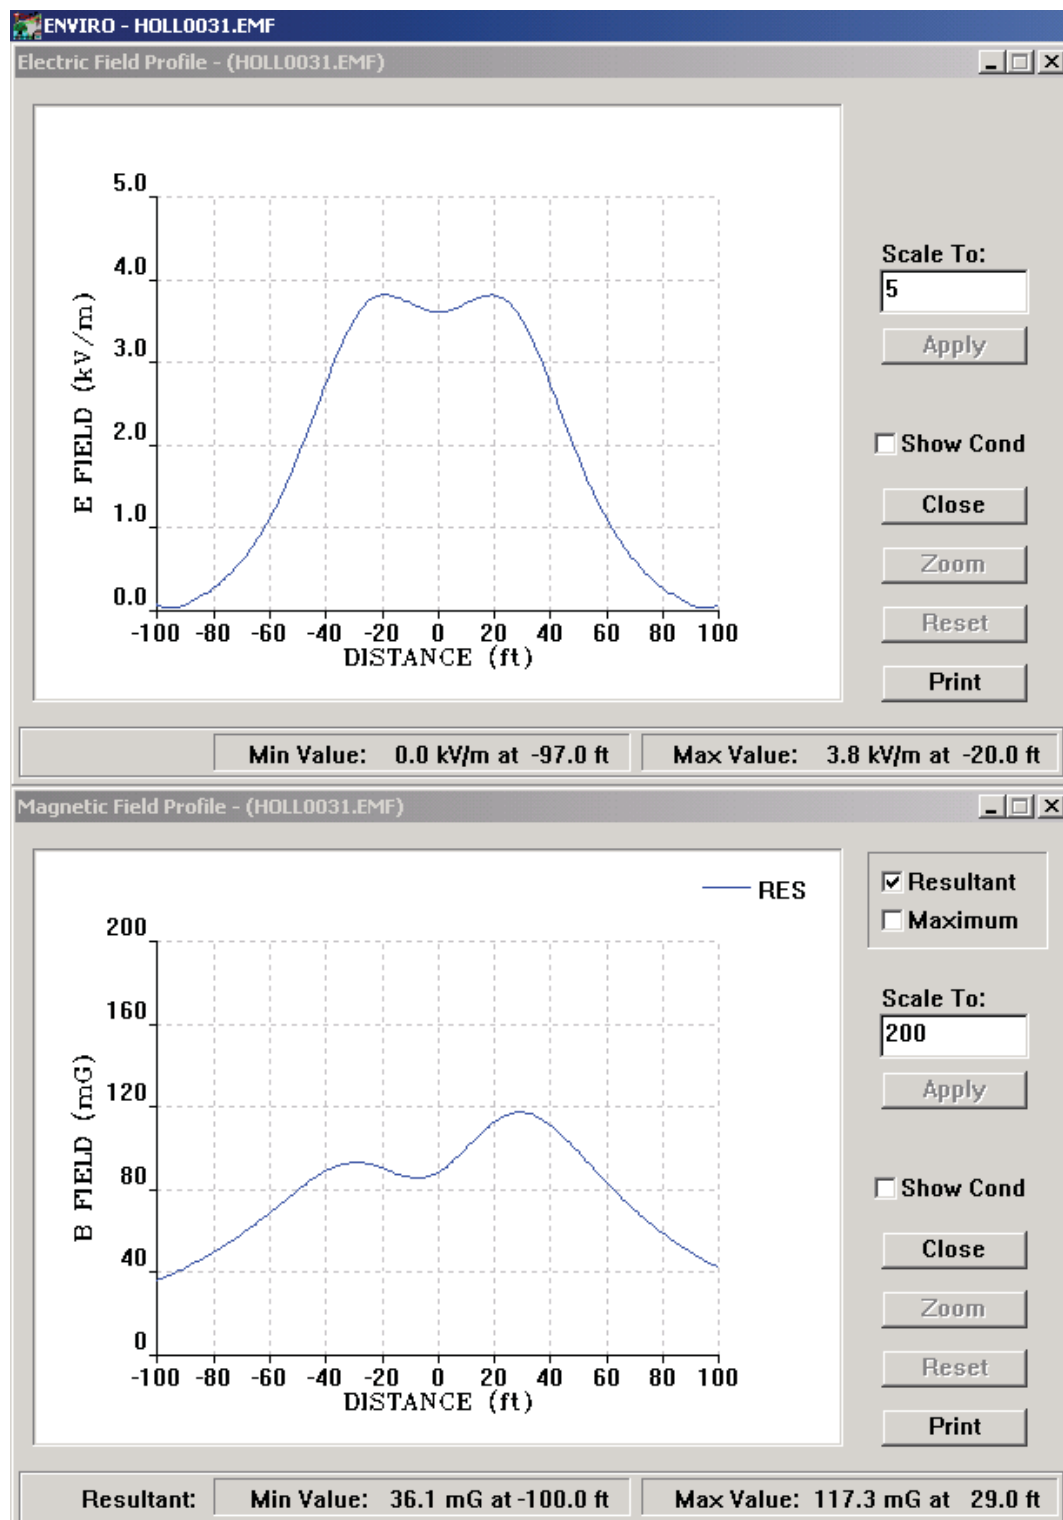 ENVIRO - HOLL0031.EMF
Electric Field Profile - (HOLL0031.EMF)
5.0
4.0
3.0
2.0
1.0
0.0
E FIELD (kV/m)
-100 -80 -60 -40 -20 0 20 40 60 80 100
DISTANCE (ft)
Scale To:
5
Apply
Show Cond
Close
Zoom
Reset
Print
Min Value: 0.0 kV/m at -97.0 ft
Max Value: 3.8 kV/m at -20.0 ft
Magnetic Field Profile - (HOLL0031.EMF)
RES
200
160
120
80
40
0
B FIELD (mG)
-100 -80 -60 -40 -20 0 20 40 60 80 100
DISTANCE (ft)
Resultant
Maximum
Scale To:
200
Apply
Show Cond
Close
Zoom
Reset
Print
Resultant:
Min Value: 36.1 mG at -100.0 ft
Max Value: 117.3 mG at 29.0 ft